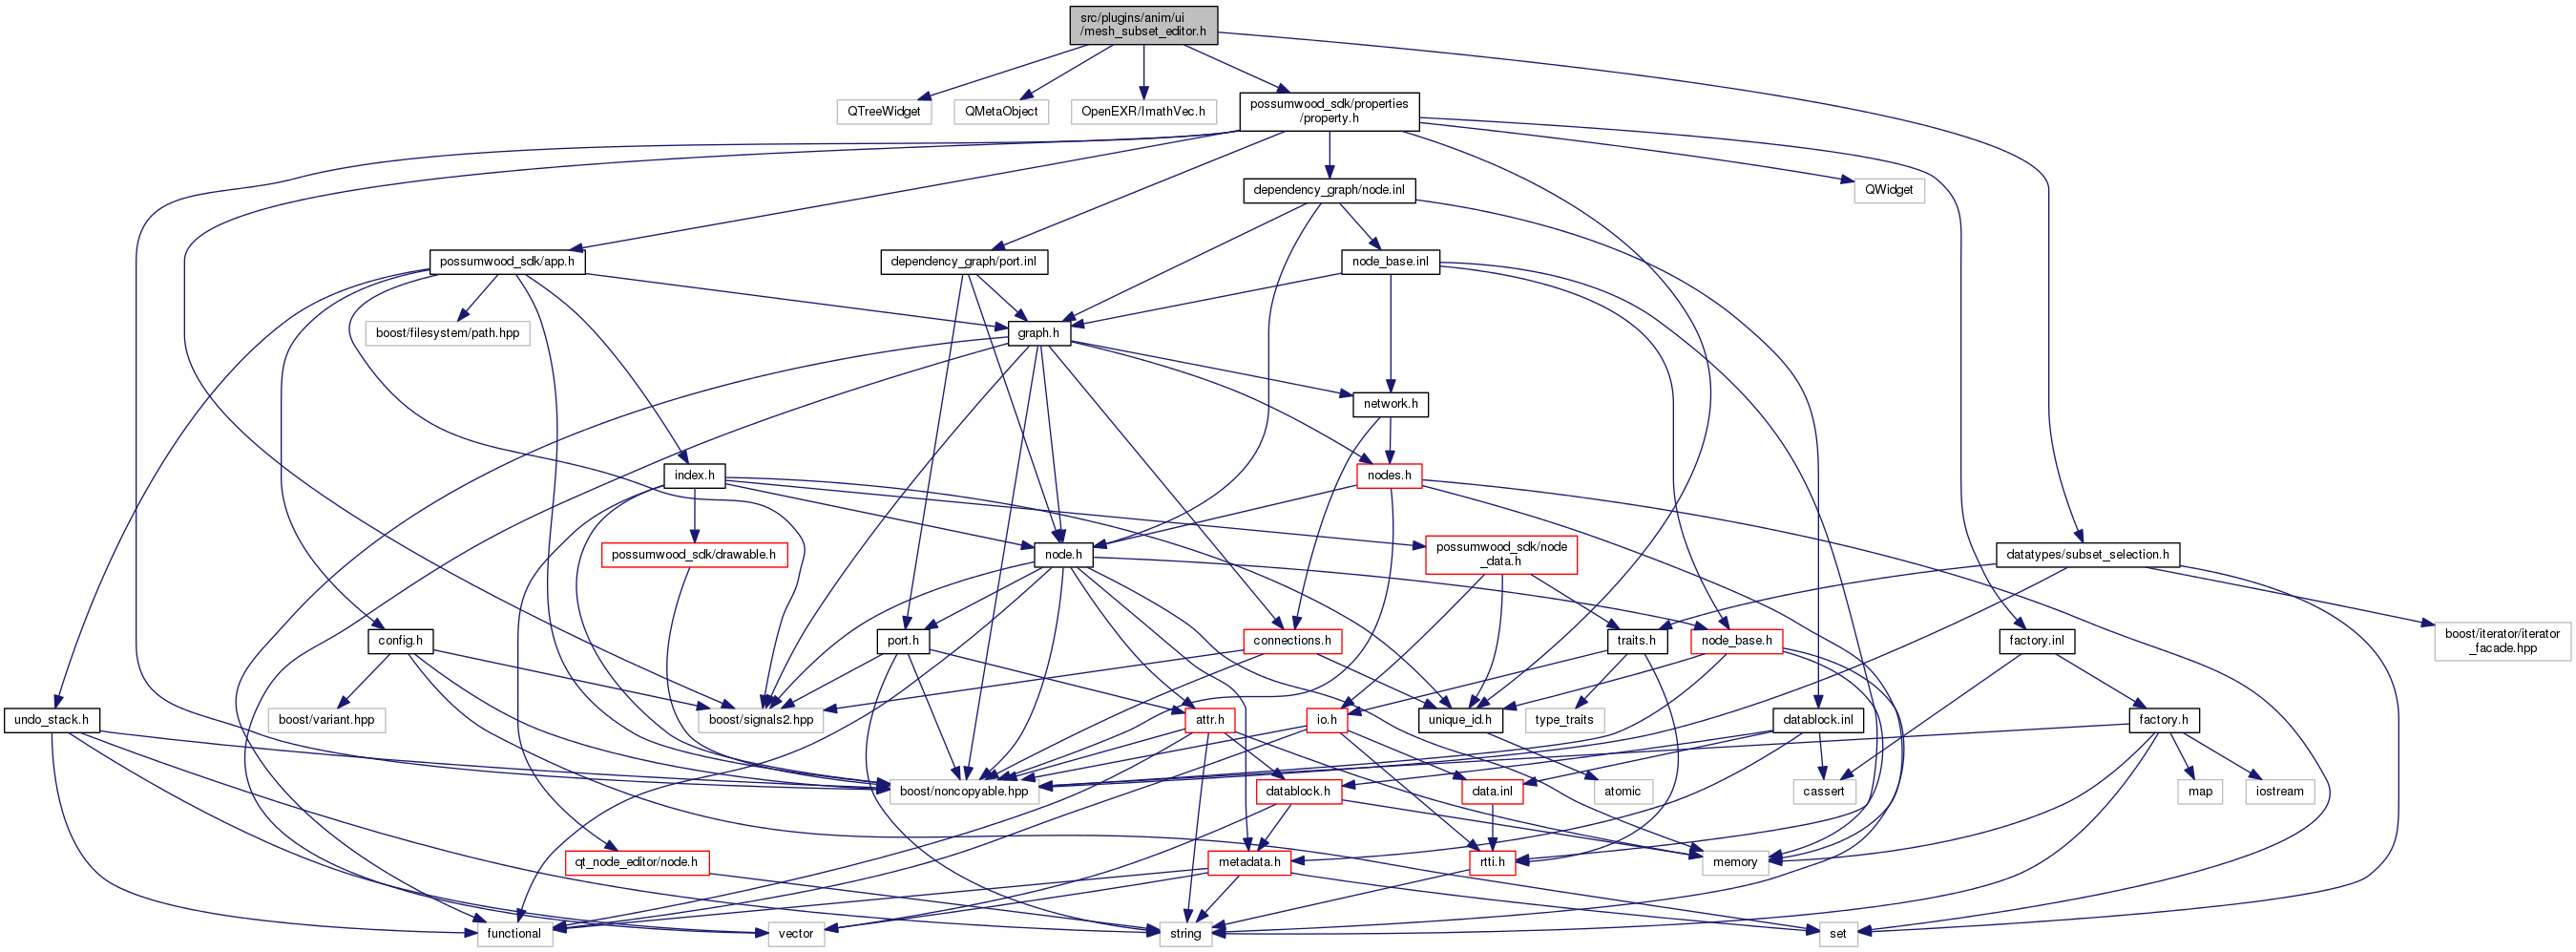 src/plugins/anim/ui
/mesh_subset_editor.h
QTreeWidget
QMetaObject
OpenEXR/ImathVec.h
possumwood_sdk/properties
/property.h
dependency_graph/node.inl
QWidget
possumwood_sdk/app.h
dependency_graph/port.inl
node_base.inl
boost/filesystem/path.hpp
graph.h
network.h
index.h
nodes.h
possumwood_sdk/drawable.h
node.h
possumwood_sdk/node
_data.h
datatypes/subset_selection.h
config.h
port.h
connections.h
traits.h
node_base.h
factory.inl
boost/iterator/iterator
_facade.hpp
undo_stack.h
boost/variant.hpp
boost/signals2.hpp
attr.h
io.h
unique_id.h
type_traits
datablock.inl
factory.h
boost/noncopyable.hpp
datablock.h
data.inl
atomic
cassert
map
iostream
qt_node_editor/node.h
metadata.h
rtti.h
memory
functional
vector
string
set